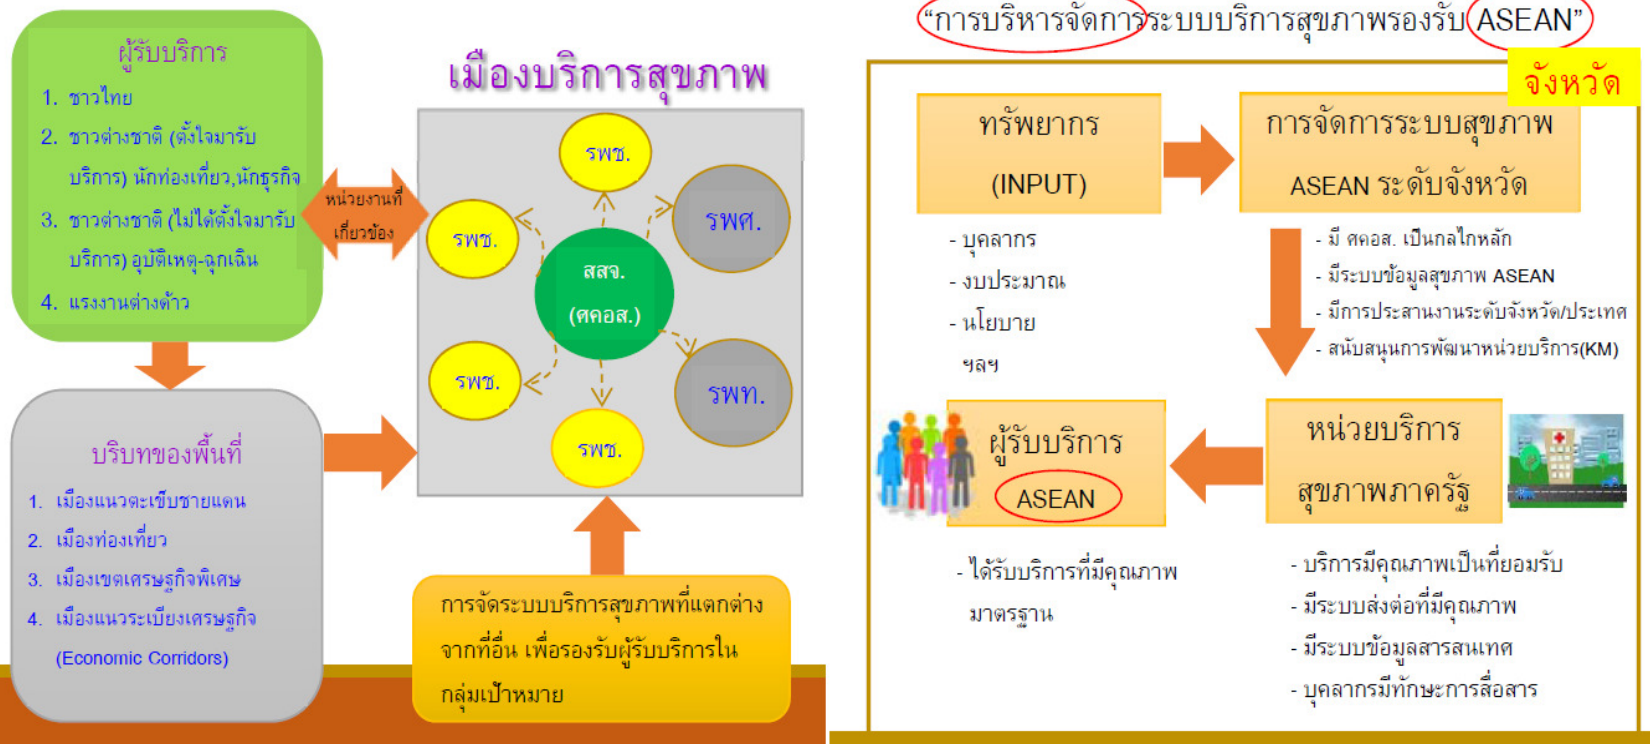 ผู้รับบริการ
1. ชาวไทย
2. ชาวต่างชาติ (ตั้งใจมารับ
บริการ) นักท่องเที่ยว,นักธุรกิจ
3. ชาวต่างชาติ (ไม่ได้ตั้งใจมารับ
บริการ) อุบัติเหตุ-ฉุกเฉิน
4. แรงงานต่างด้าว
หน่วยงานที่
เกี่ยวข้อง
บริบทของพื้นที่
1. เมืองแนวตะเข็บชายแดน
2. เมืองท่องเที่ยว
3. เมืองเขตเศรษฐกิจพิเศษ
4. เมืองแนวระเบียงเศรษฐกิจ
(Economic Corridors)
เมืองบริการสุขภาพ
รพช.
รพศ.
รพช.
สสจ.
(ศคอส.)
รพช.
รพท.
รพช.
การจัดระบบบริการสุขภาพที่แตกต่าง
จากที่อื่น เพื่อรองรับผู้รับบริการใน
กลุ่มเป้าหมาย
“การบริหารจัดการระบบบริการสุขภาพรองรับ ASEAN”
จังหวัด
ทรัพยากร
(INPUT)
- บุคลากร
- งบประมาณ
- นโยบาย
ฯลฯ
การจัดการระบบสุขภาพ
ASEAN ระดับจังหวัด
- มี ศคอส. เป็นกลไกหลัก
- มีระบบข้อมูลสุขภาพ ASEAN
- มีการประสานงานระดับจังหวัด/ประเทศ
- สนับสนุนการพัฒนาหน่วยบริการ(KM)
ผู้รับบริการ
ASEAN
- ได้รับบริการที่มีคุณภาพ
มาตรฐาน
หน่วยบริการ
สุขภาพภาครัฐ
- บริการมีคุณภาพเป็นที่ยอมรับ
- มีระบบส่งต่อที่มีคุณภาพ
- มีระบบข้อมูลสารสนเทศ
- บุคลากรมีทักษะการสื่อสาร